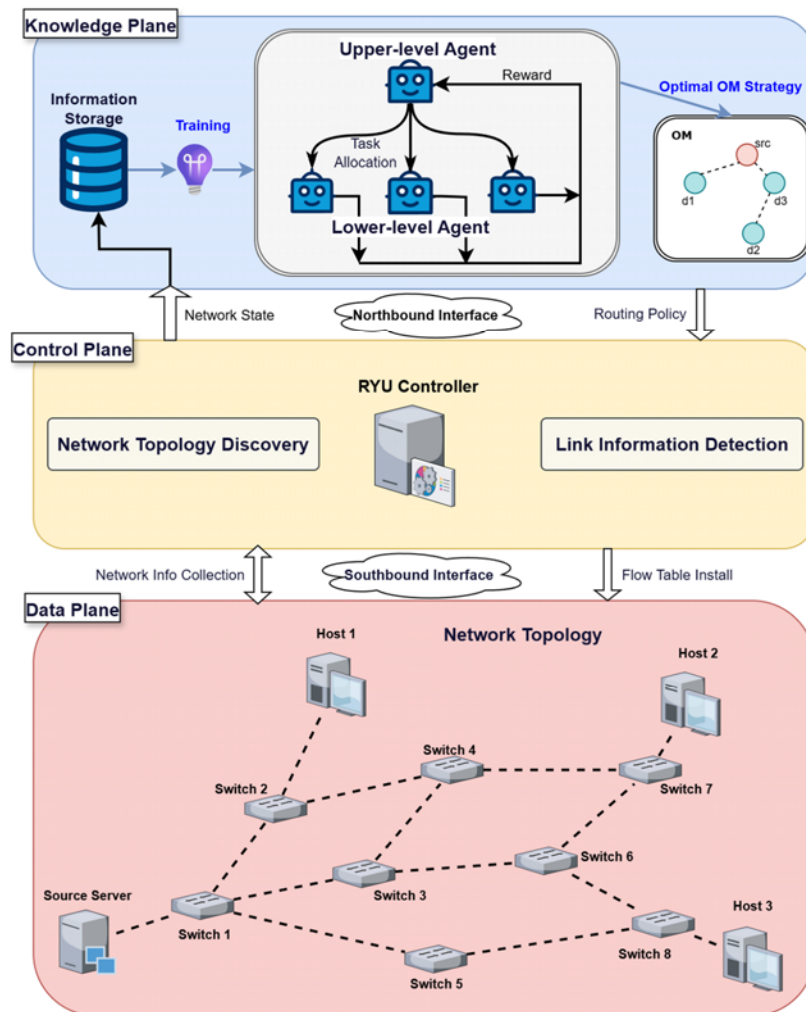 Knowledge Plane
Upper-level Agent
Reward
Information
Storage
Training
Task
Allocation
Lower-level Agent
Optimal OM Strategy
OM
src
d1
d3
d2
Network State
Northbound Interface
Routing Policy
Control Plane
RYU Controller
Network Topology Discovery
Link Information Detection
Network Info Collection
Southbound Interface
Flow Table Install
Data Plane
Network Topology
Host 1
Host 2
Switch 4
Switch 2
Switch 7
Switch 6
Switch 3
Source Server
Switch 1
Host 3
Switch 8
Switch 5